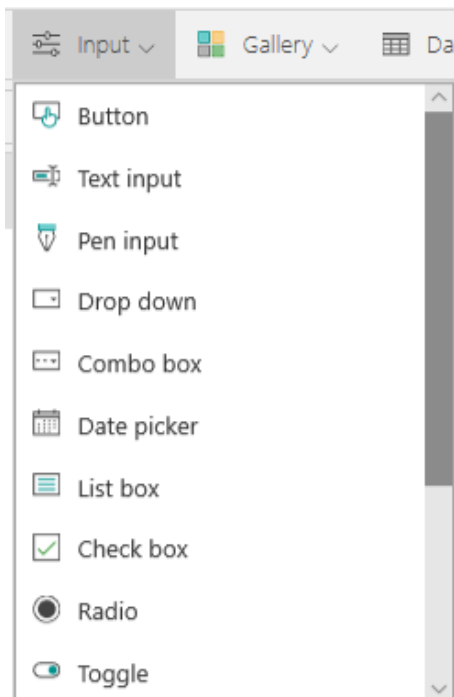 Input Gallery Da
Button
Text input
Pen input
Drop down
Combo box
Date picker
List box
Check box
Radio
Toggle